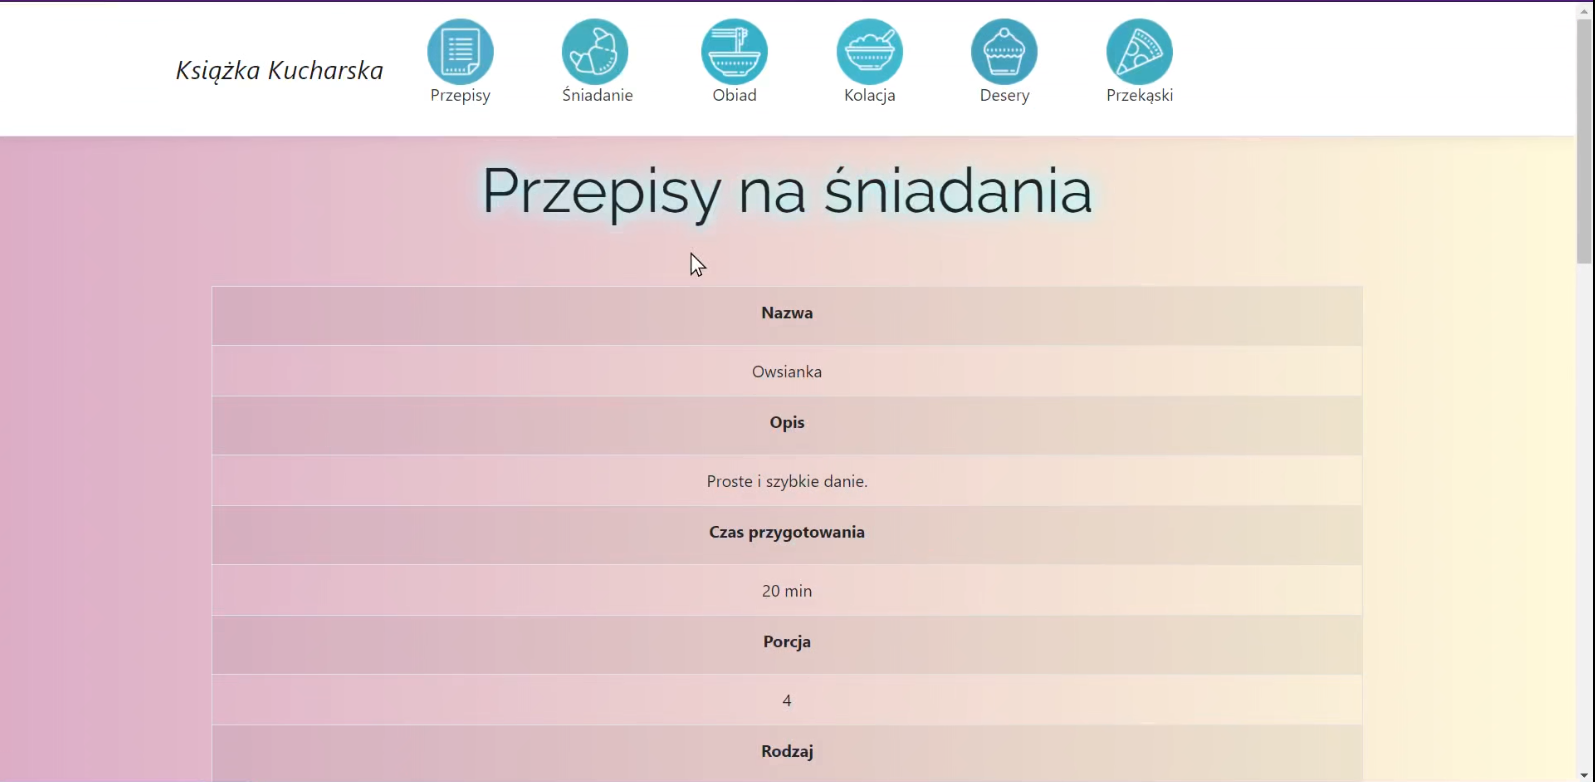 Książka Kucharska
Przepisy
Śniadanie
Obiad
Kolacja
Desery
Przekąski
Przepisy na śniadania
Nazwa
Owsianka
Opis
Proste i szybkie danie.
Czas przygotowania
20 min
Porcja
4
Rodzaj